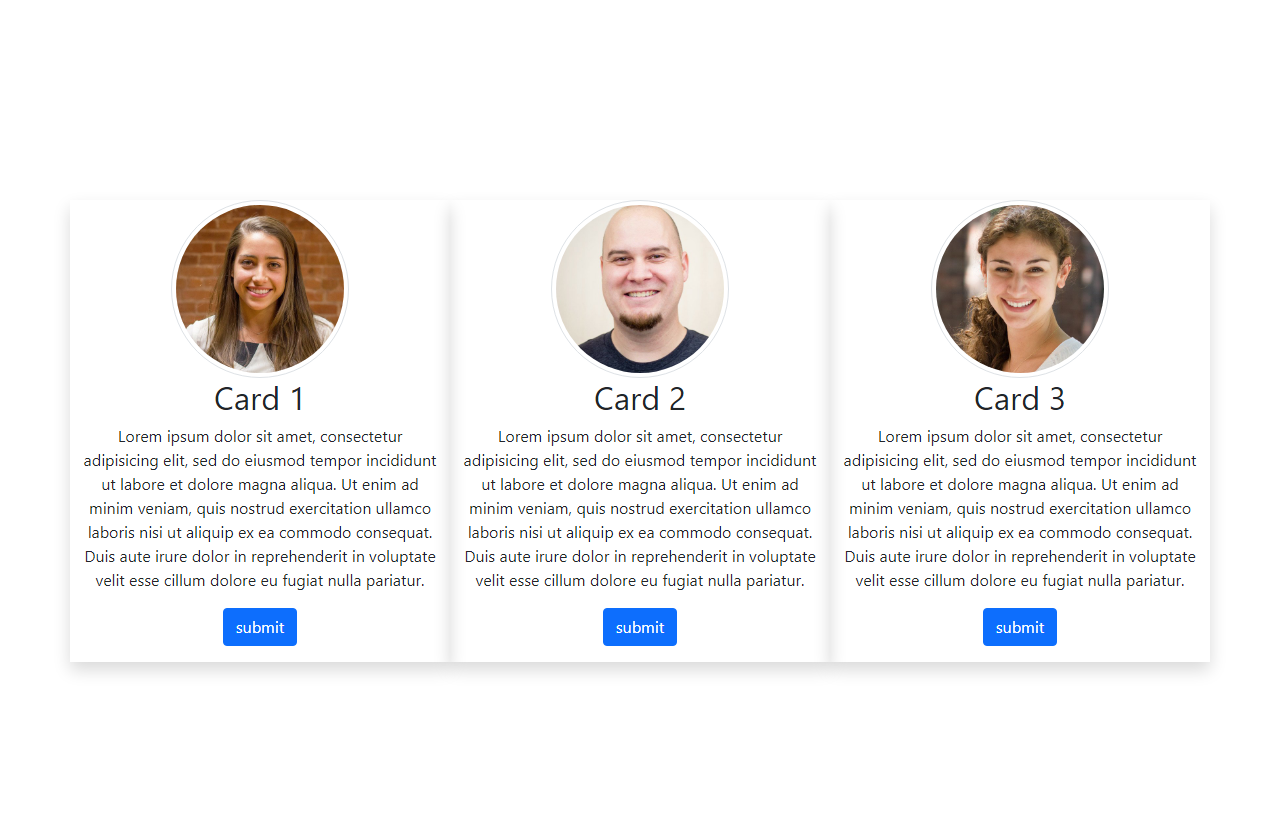 Card 1
Lorem ipsum dolor sit amet, consectetur
adipisicing elit, sed do eiusmod tempor incididunt
ut labore et dolore magna aliqua. Ut enim ad
minim veniam, quis nostrud exercitation ullamco
laboris nisi ut aliquip ex ea commodo consequat.
Duis aute irure dolor in reprehenderit in voluptate
velit esse cillum dolore eu fugiat nulla pariatur.
submit
Card 2
Lorem ipsum dolor sit amet, consectetur
adipisicing elit, sed do eiusmod tempor incididunt
ut labore et dolore magna aliqua. Ut enim ad
minim veniam, quis nostrud exercitation ullamco
laboris nisi ut aliquip ex ea commodo consequat.
Duis aute irure dolor in reprehenderit in voluptate
velit esse cillum dolore eu fugiat nulla pariatur.
submit
Card 3
Lorem ipsum dolor sit amet, consectetur
adipisicing elit, sed do eiusmod tempor incididunt
ut labore et dolore magna aliqua. Ut enim ad
minim veniam, quis nostrud exercitation ullamco
laboris nisi ut aliquip ex ea commodo consequat.
Duis aute irure dolor in reprehenderit in voluptate
velit esse cillum dolore eu fugiat nulla pariatur.
submit